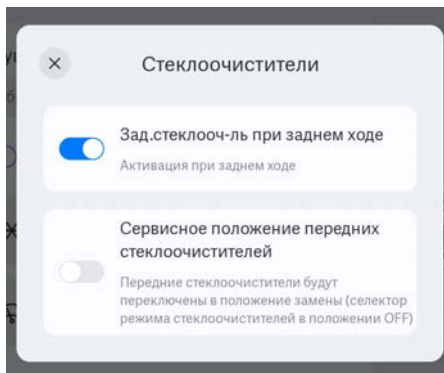 Стеклоочистители
Зад.стеклооч-ль при заднем ходе
Активация при заднем ходе
Сервисное положение передних
стеклоочистителей
Передние стеклоочистители будут
переключены в положение замены (селектор
режима стеклоочистителей в положении OFF)